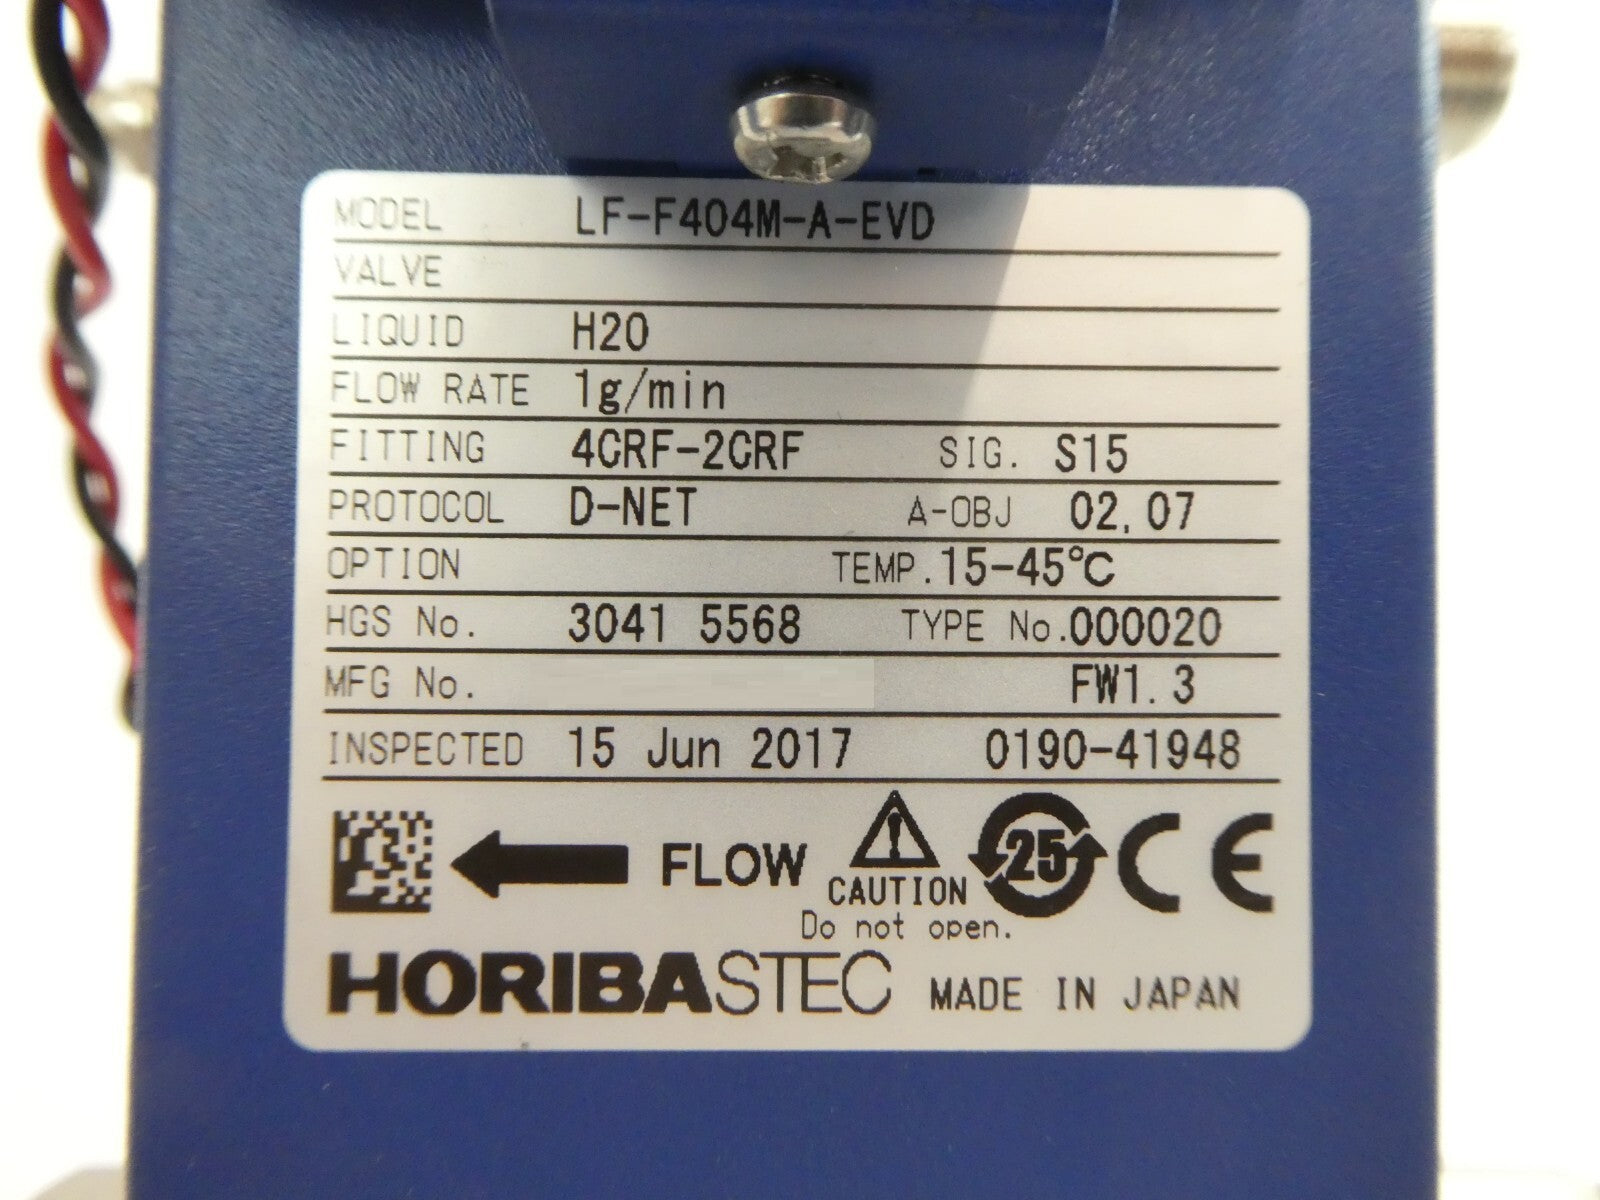 MODEL LF-F404M-A-EVD
VALVE
LIQUID H2O
FLOW RATE 1g/min
FITTING 4CRF-2CRF SIG. S15
PROTOCOL D-NET A-OBJ 02,07
OPTION TEMP. 15-45℃
HGS No. 3041 5568 TYPE No. 000020
MFG No. FW1.3
INSPECTED 15 Jun 2017 0190-41948
FLOW CAUTION 25 CE
Do not open.
HORIBASTEC MADE IN JAPAN